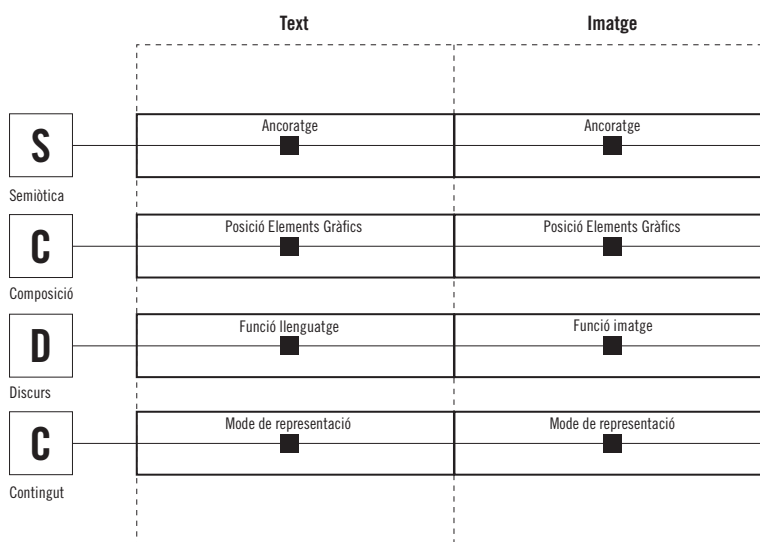 Text Imatge
S Ancoratge Ancoratge
Semiòtica
C Posició Elements Gràfics Posició Elements Gràfics
Composició
D Funció llenguatge Funció imatge
Discurs
C Mode de representació Mode de representació
Contingut